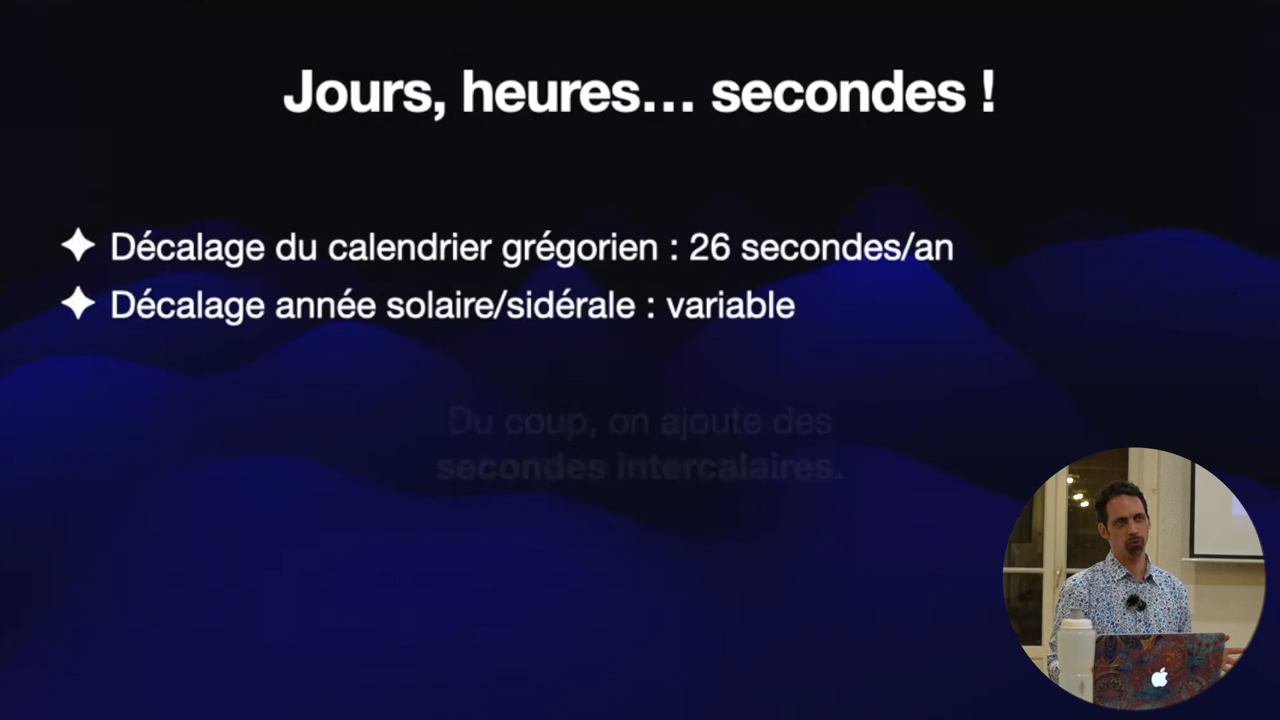 Jours, heures… secondes !
Décalage du calendrier grégorien : 26 secondes/an
Décalage année solaire/sidérale : variable
Du coup, on ajoute des
secondes intercalaires.